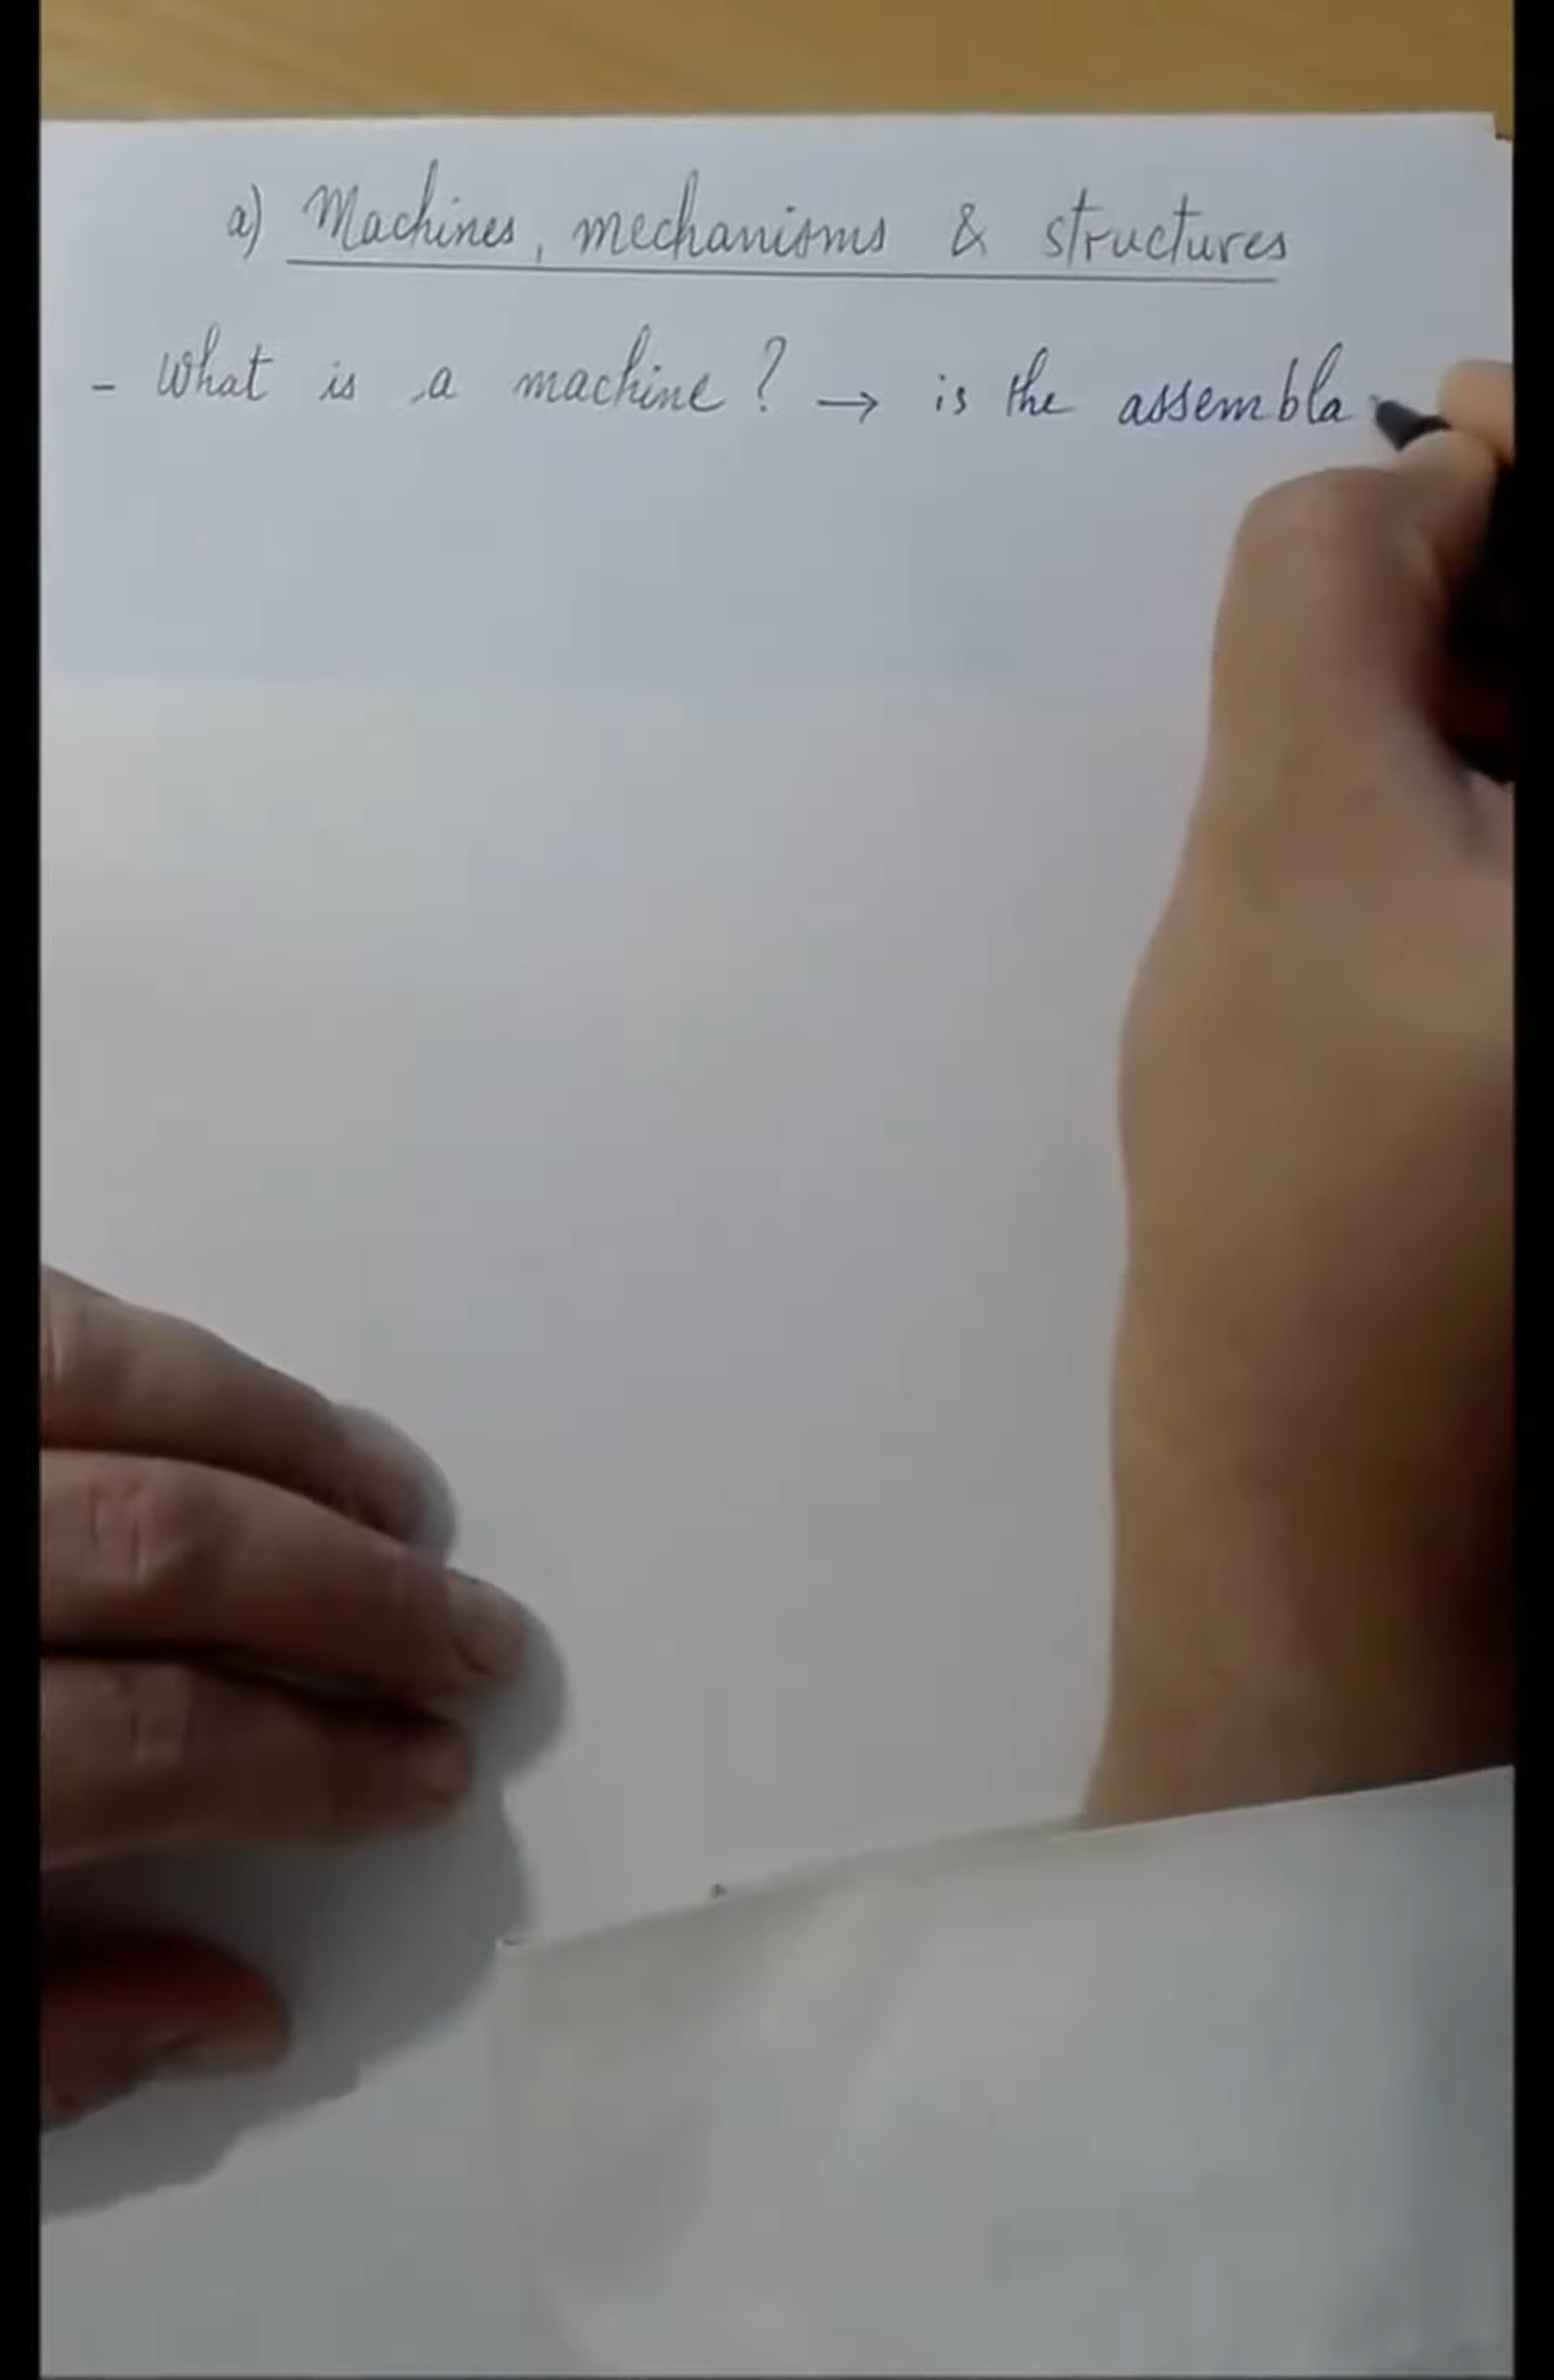 a) Machines, mechanisms & structures
- What is a machine? → is the assembla